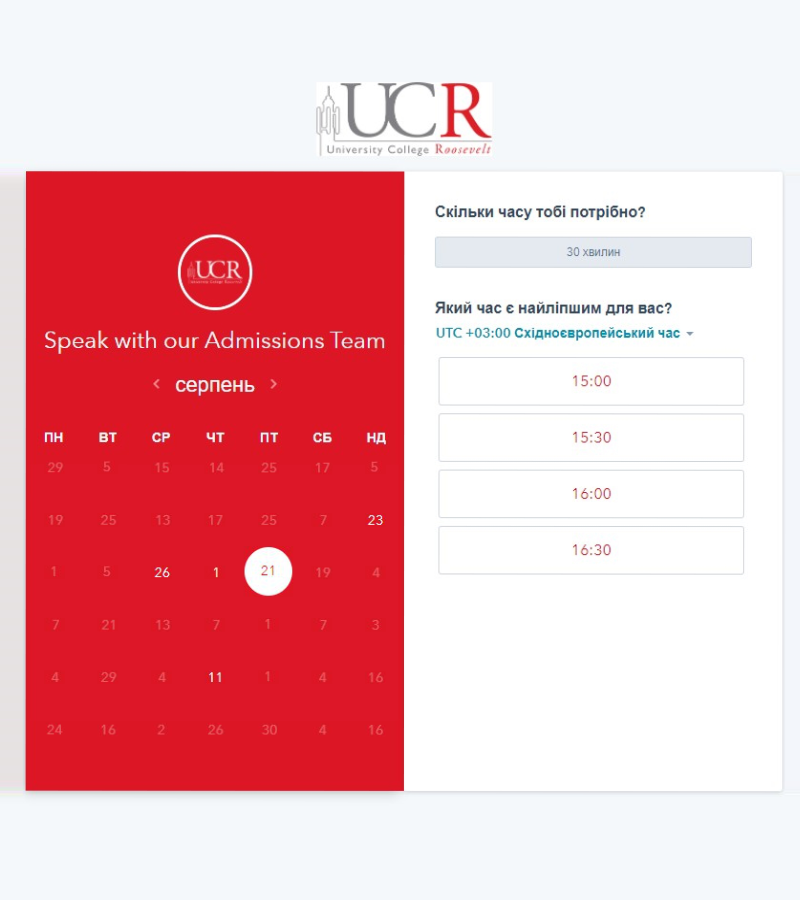 UCR
University College Roosevelt
UCR
Speak with our Admissions Team
серпень
ПН ВТ СР ЧТ ПТ СБ НД
29 5 15 14 25 17 5
19 25 13 17 25 7 23
1 5 26 1 21 19 4
7 21 13 7 1 7 3
4 29 4 11 1 4 16
24 16 2 26 30 4 16
Скільки часу тобі потрібно?
30 хвилин
Який час є найліпшим для вас?
UTC +03:00 Східноєвропейський час
15:00
15:30
16:00
16:30